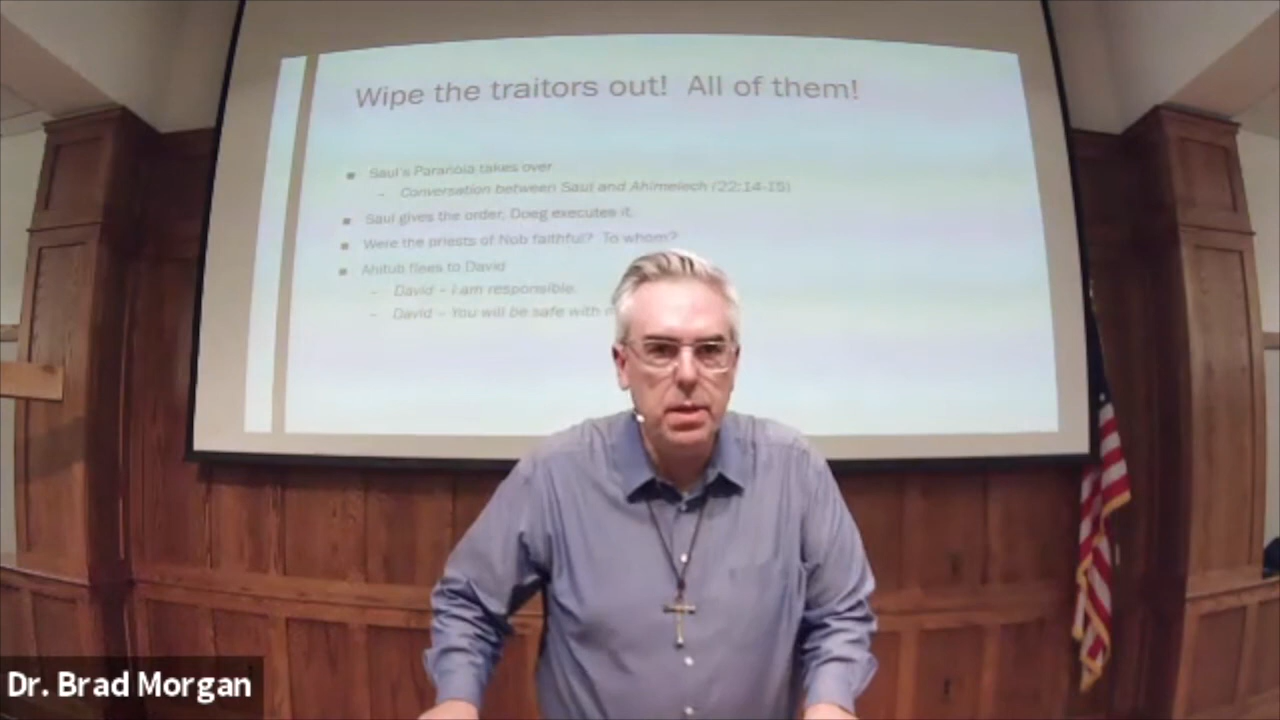 Wipe the traitors out! All of them!
▪ Saul's Paranoia takes over
– Conversation between Saul and Ahimelech (22:14-15)
▪ Saul gives the order, Doeg executes it.
▪ Were the priests of Nob faithful? To whom?
▪ Ahitub flees to David
– David – I am responsible.
– David – You will be safe with
Dr. Brad Morgan